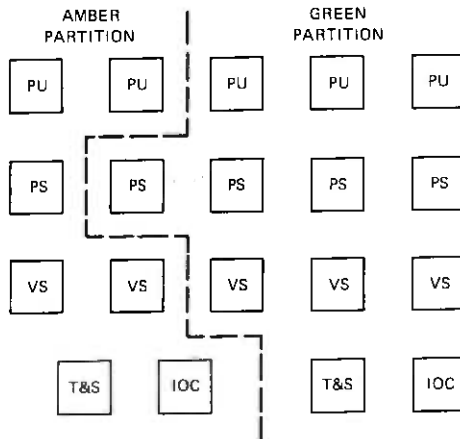 AMBER
PARTITION
GREEN
PARTITION
PU PU PU PU PU
PS PS PS PS PS
VS VS VS VS VS
T&S IOC T&S IOC